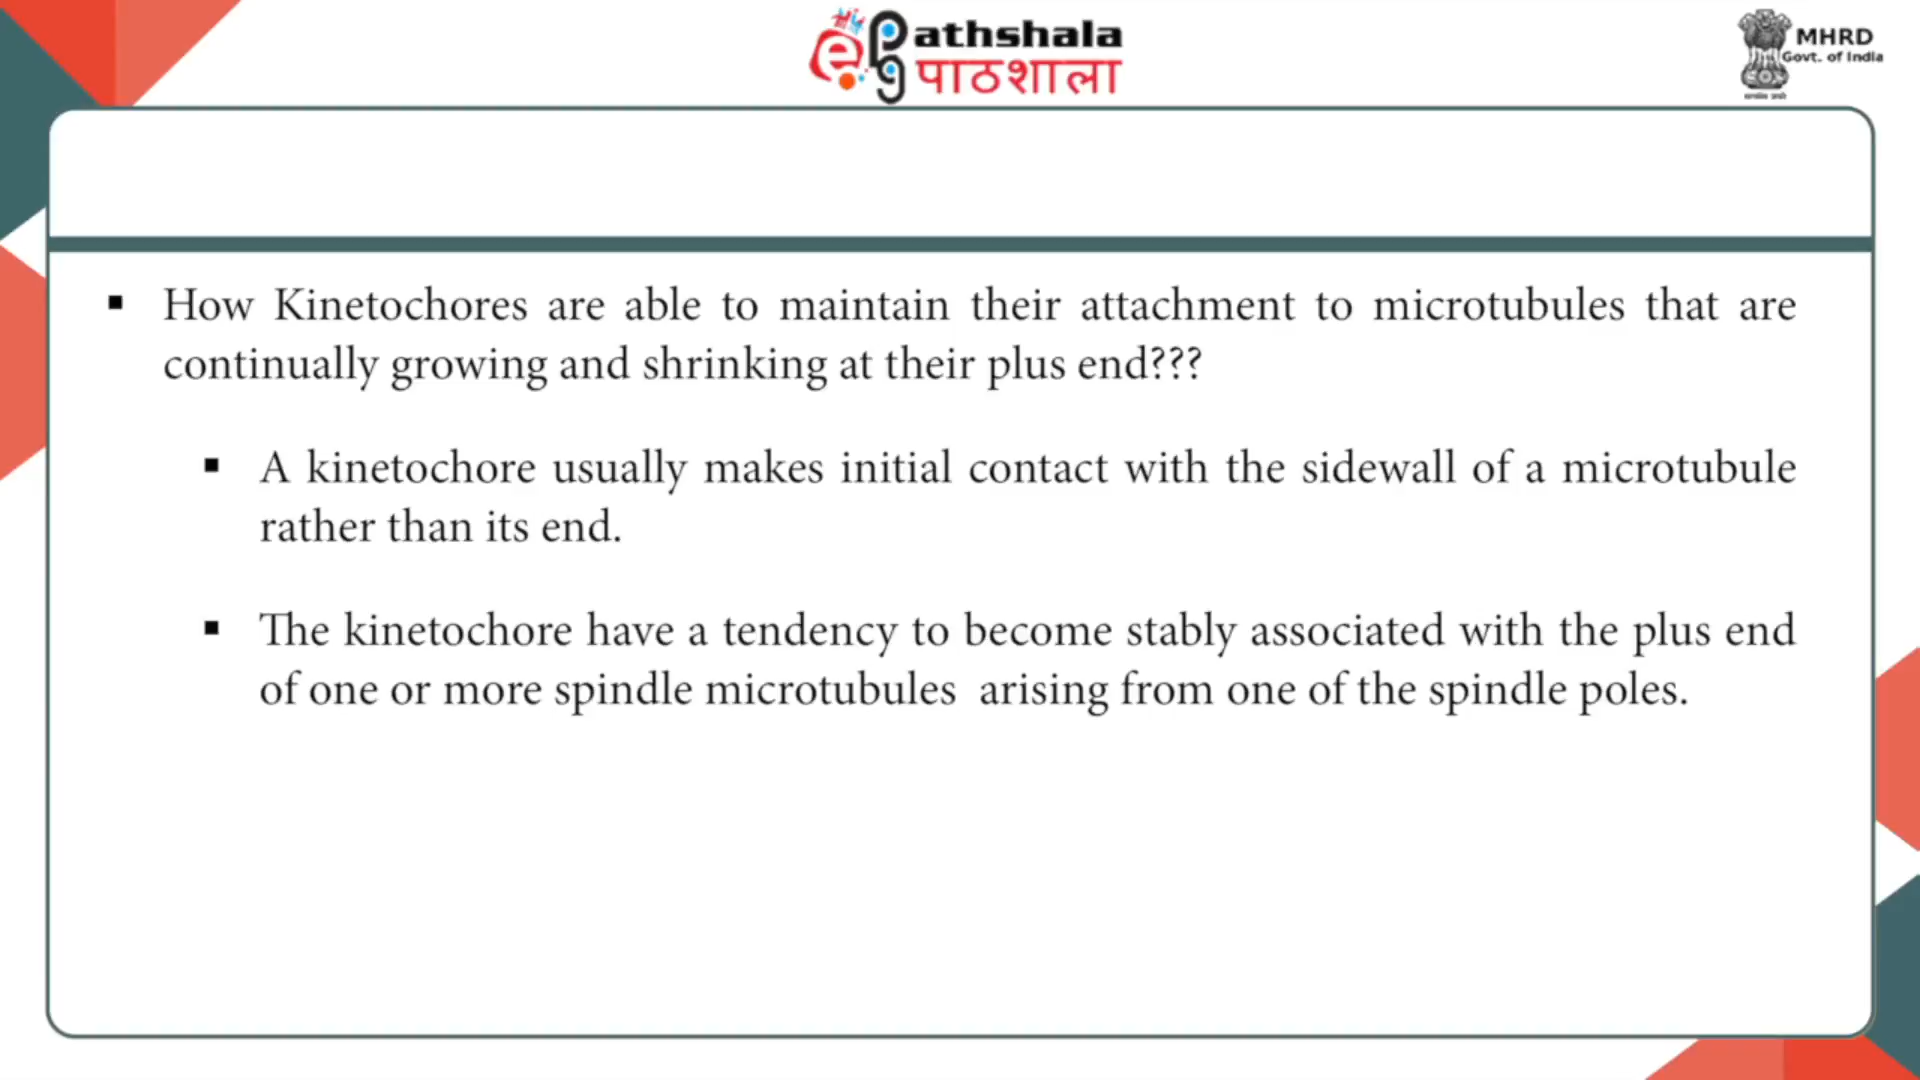 Pathshala
पाठशाला
MHRD
Govt. of India
▪ How Kinetochores are able to maintain their attachment to microtubules that are
continually growing and shrinking at their plus end???
▪ A kinetochore usually makes initial contact with the sidewall of a microtubule
rather than its end.
▪ The kinetochore have a tendency to become stably associated with the plus end
of one or more spindle microtubules arising from one of the spindle poles.